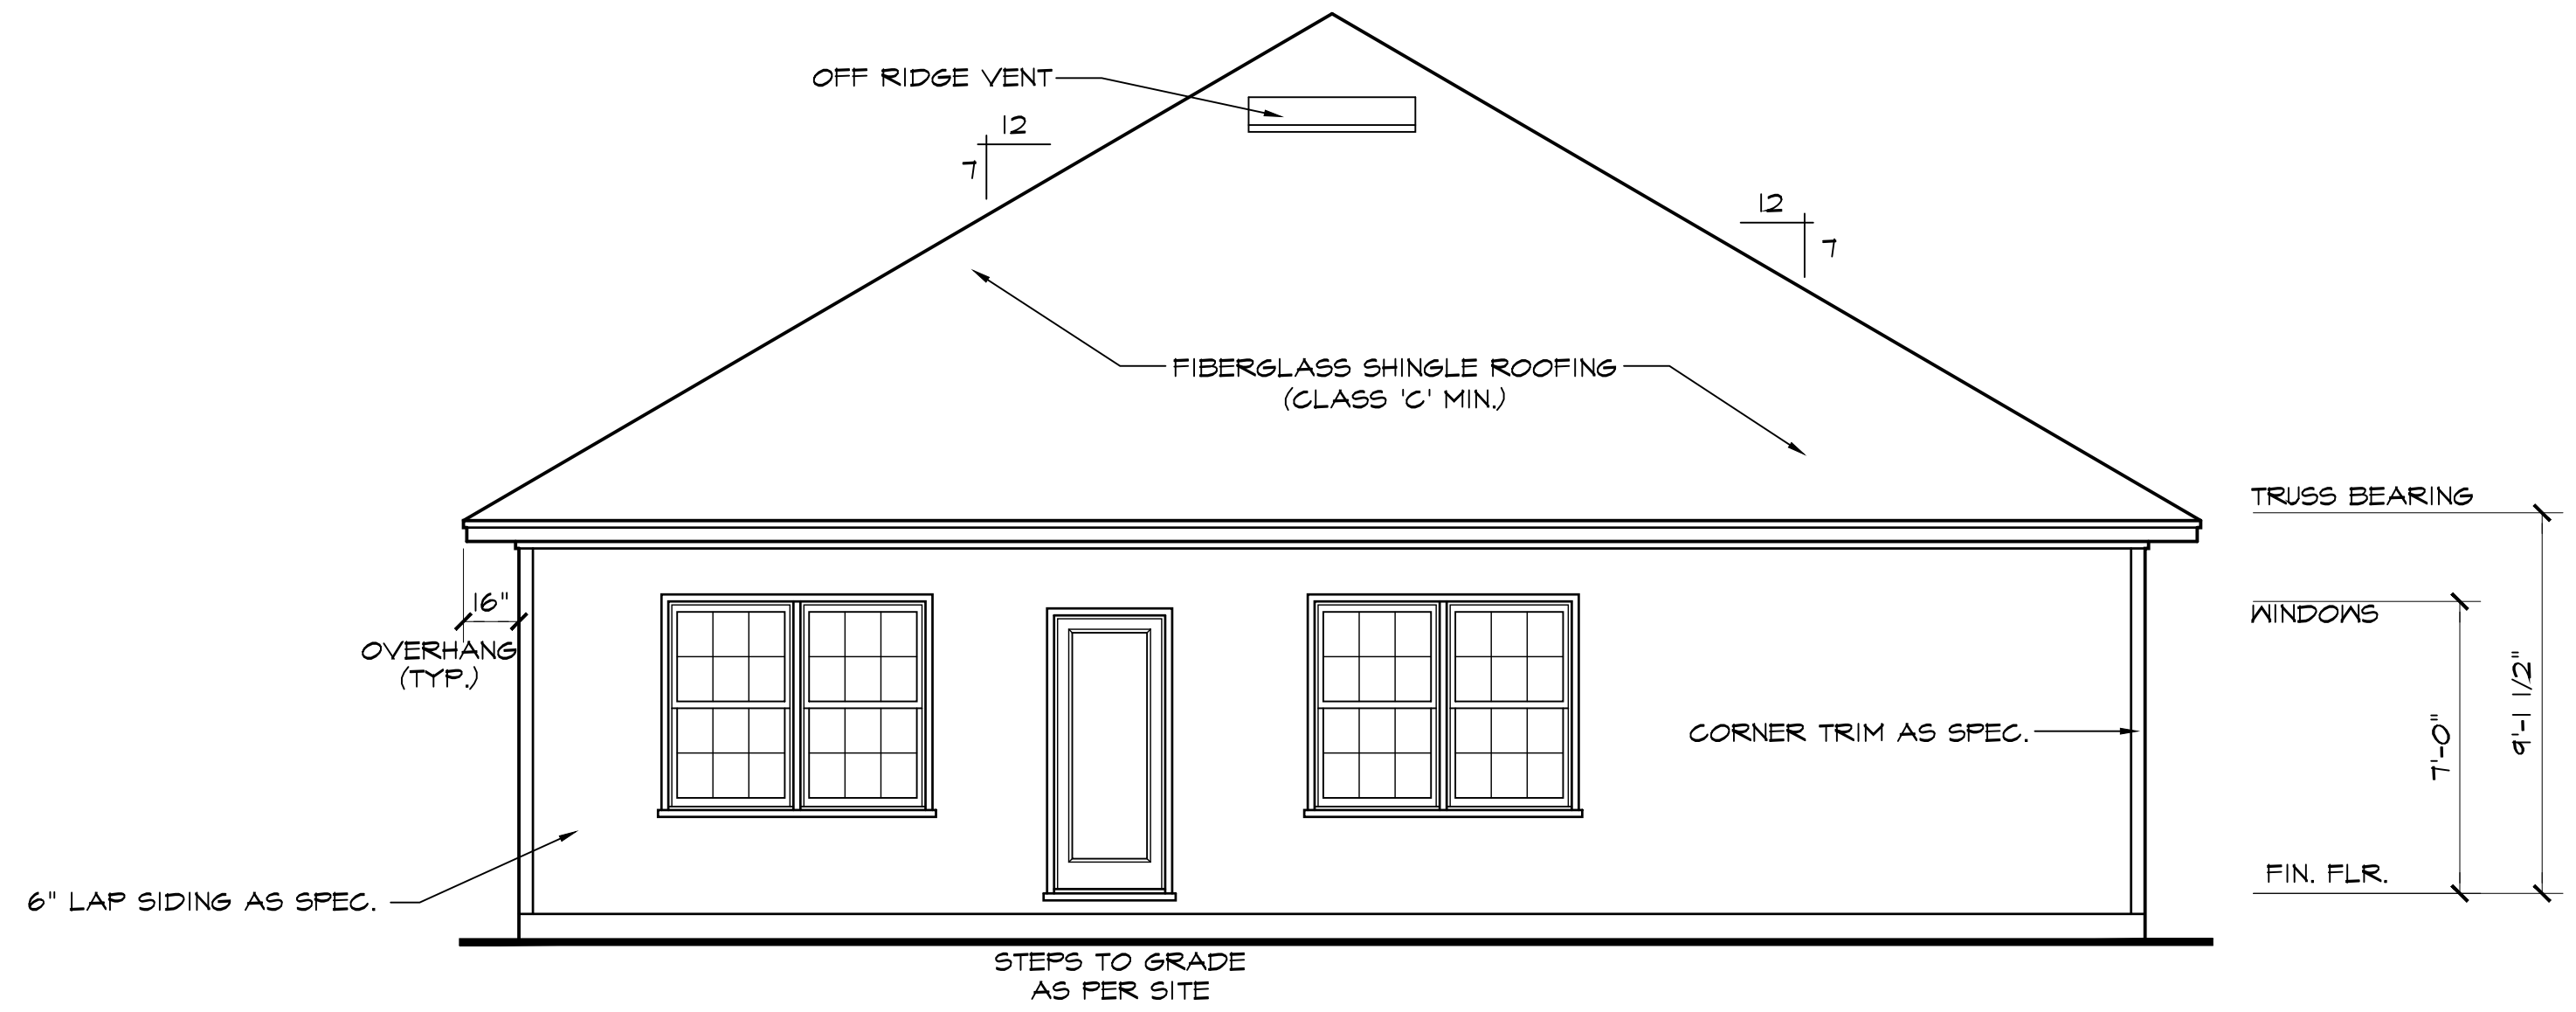 OFF RIDGE VENT
12
7
12
7
FIBERGLASS SHINGLE ROOFING
(CLASS 'C' MIN.)
TRUSS BEARING
16"
OVERHANG
(TYP.)
WINDOWS
CORNER TRIM AS SPEC.
7'-0"
9'-1 1/2"
6" LAP SIDING AS SPEC.
FIN. FLR.
STEPS TO GRADE
AS PER SITE